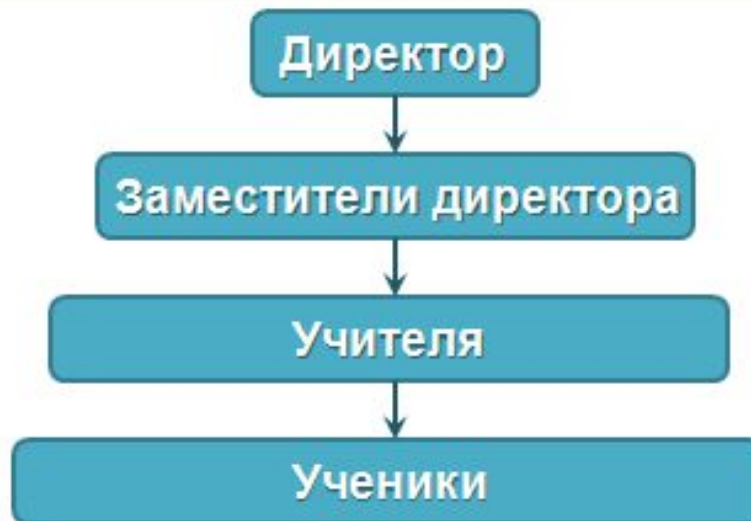 Директор
Заместители директора
Учителя
Ученики